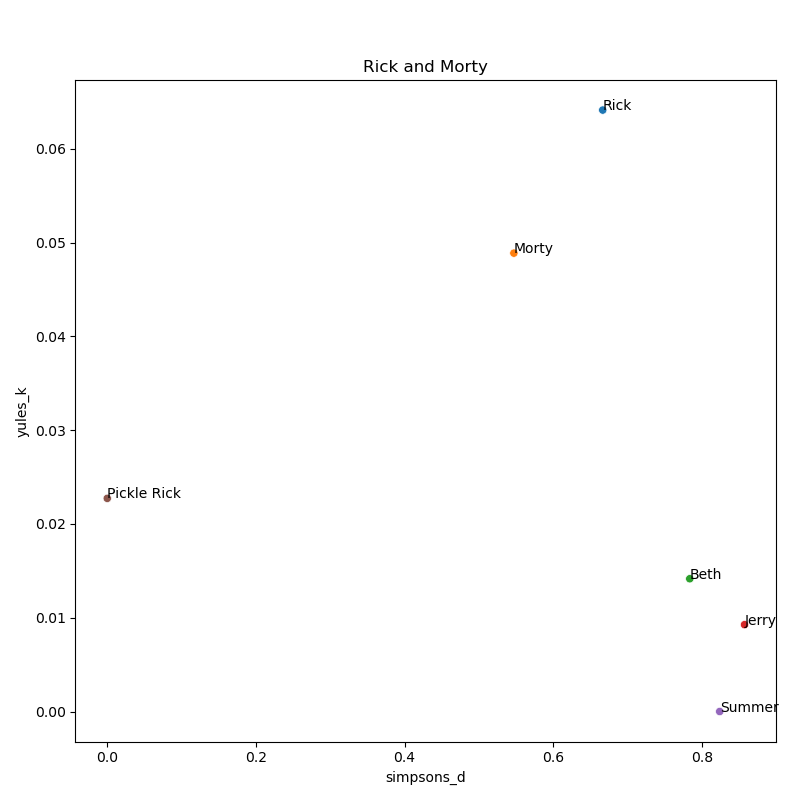 Rick and Morty
Rick
0.06
Morty
0.05
0.04
yules_k
0.03
Pickle Rick
0.02
Beth
0.01
Jerry
Summer
0.00
0.0 0.2 0.4 0.6 0.8
simpsons_d